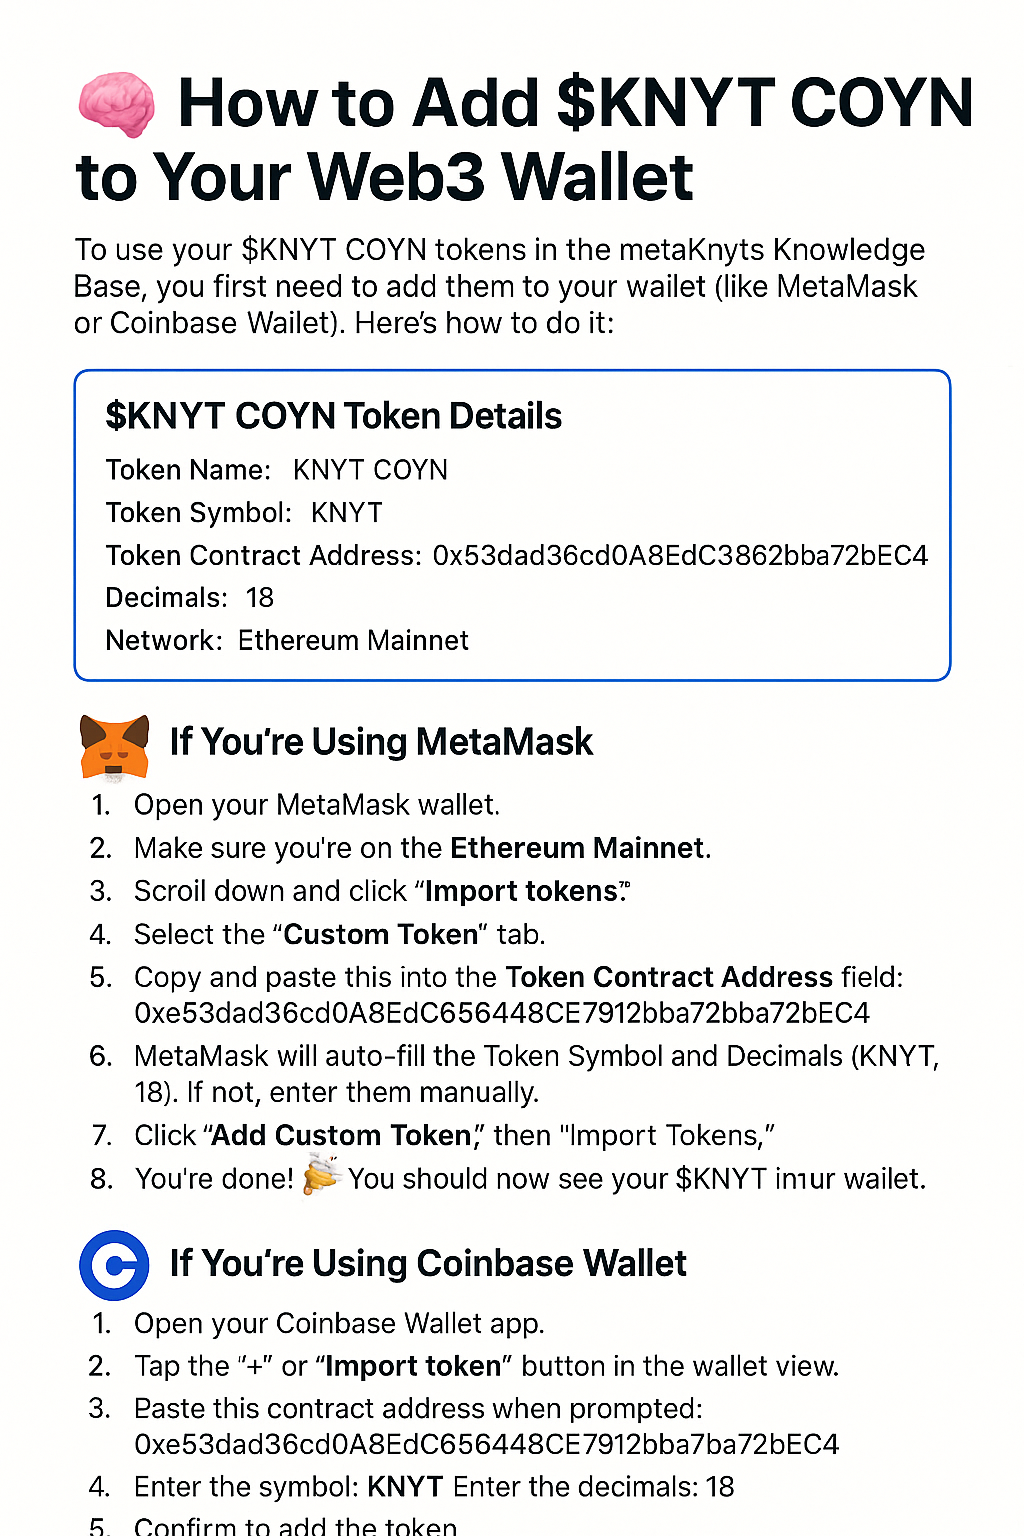 How to Add $KNYT COYN
to Your Web3 Wallet
To use your $KNYT COYN tokens in the metaKnyts Knowledge
Base, you first need to add them to your wailet (like MetaMask
or Coinbase Wailet). Here's how to do it:
$KNYT COYN Token Details
Token Name: KNYT COYN
Token Symbol: KNYT
Token Contract Address: 0x53dad36cd0A8EdC3862bba72bEC4
Decimals: 18
Network: Ethereum Mainnet
If You're Using MetaMask
1. Open your MetaMask wallet.
2. Make sure you're on the Ethereum Mainnet.
3. Scroil down and click “Import tokens.”
4. Select the “Custom Token” tab.
5. Copy and paste this into the Token Contract Address field:
0xe53dad36cd0A8EdC656448CE7912bba72bba72bEC4
6. MetaMask will auto-fill the Token Symbol and Decimals (KNYT,
18). If not, enter them manually.
7. Click “Add Custom Token,” then "Import Tokens,”
8. You're done! You should now see your $KNYT in1ur wailet.
If You're Using Coinbase Wallet
1. Open your Coinbase Wallet app.
2. Tap the “+” or “Import token” button in the wallet view.
3. Paste this contract address when prompted:
0xe53dad36cd0A8EdC656448CE7912bba7ba72bEC4
4. Enter the symbol: KNYT Enter the decimals: 18
5. Confirm to add the token